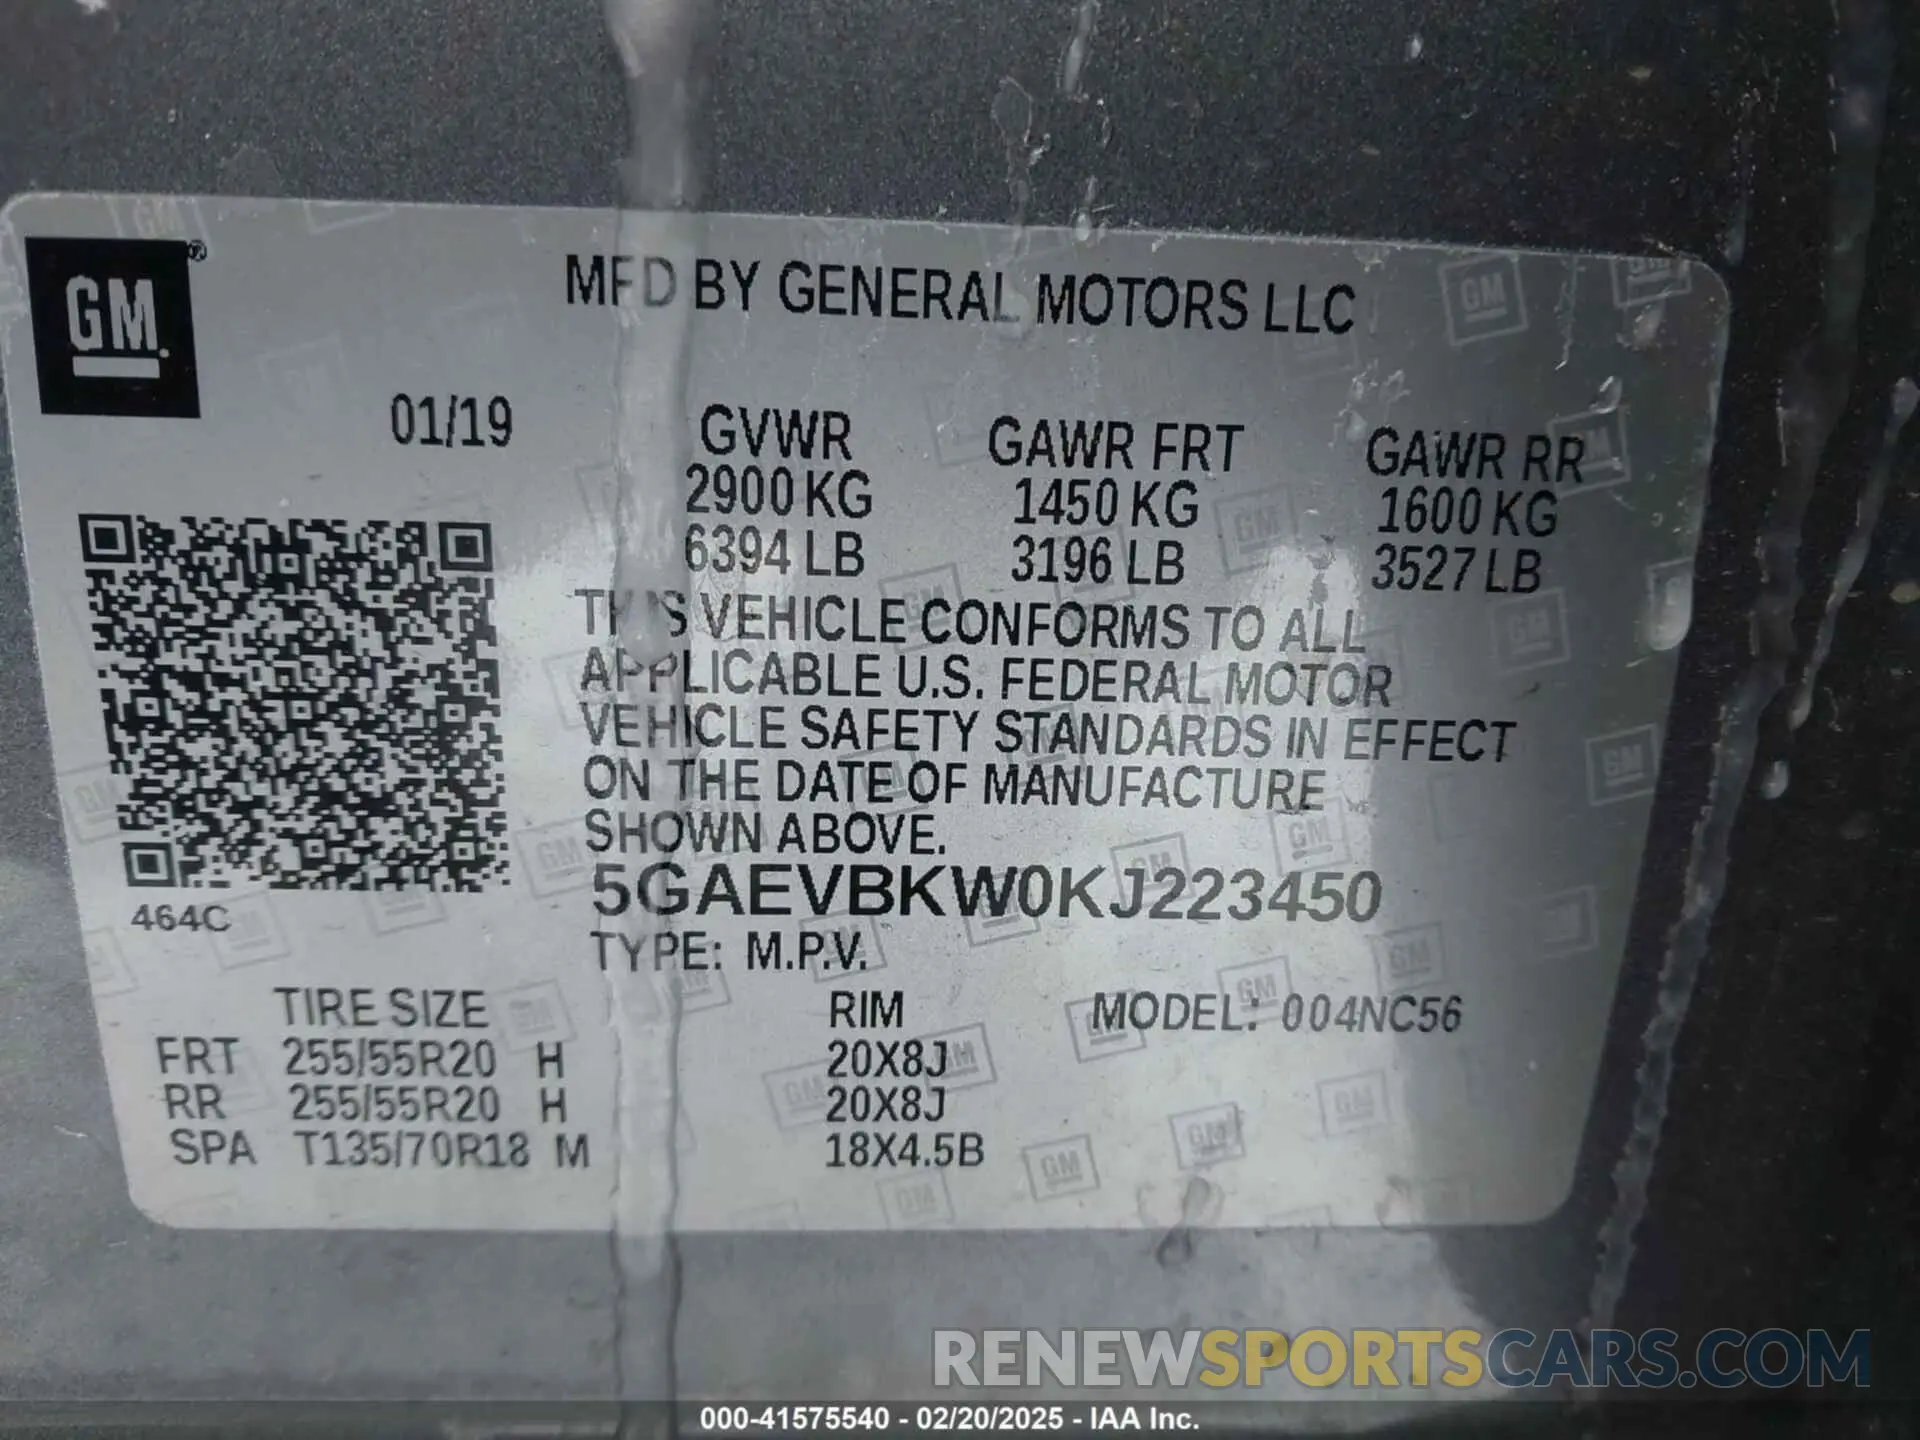 GM
®
MFD BY GENERAL MOTORS LLC
01/19
GVWR GAWR FRT GAWR RR
2900 KG 1450 KG 1600 KG
6394 LB 3196 LB 3527 LB
THIS VEHICLE CONFORMS TO ALL
APPLICABLE U.S. FEDERAL MOTOR
VEHICLE SAFETY STANDARDS IN EFFECT
ON THE DATE OF MANUFACTURE
SHOWN ABOVE.
5GAEVBKW0KJ223450
464C
TYPE: M.P.V.
TIRE SIZE RIM MODEL: 004NC56
FRT 255/55R20 H 20X8J
RR 255/55R20 H 20X8J
SPA T135/70R18 M 18X4.5B
RENEWSPORTSCARS.COM
000-41575540 - 02/20/2025 - IAA Inc.